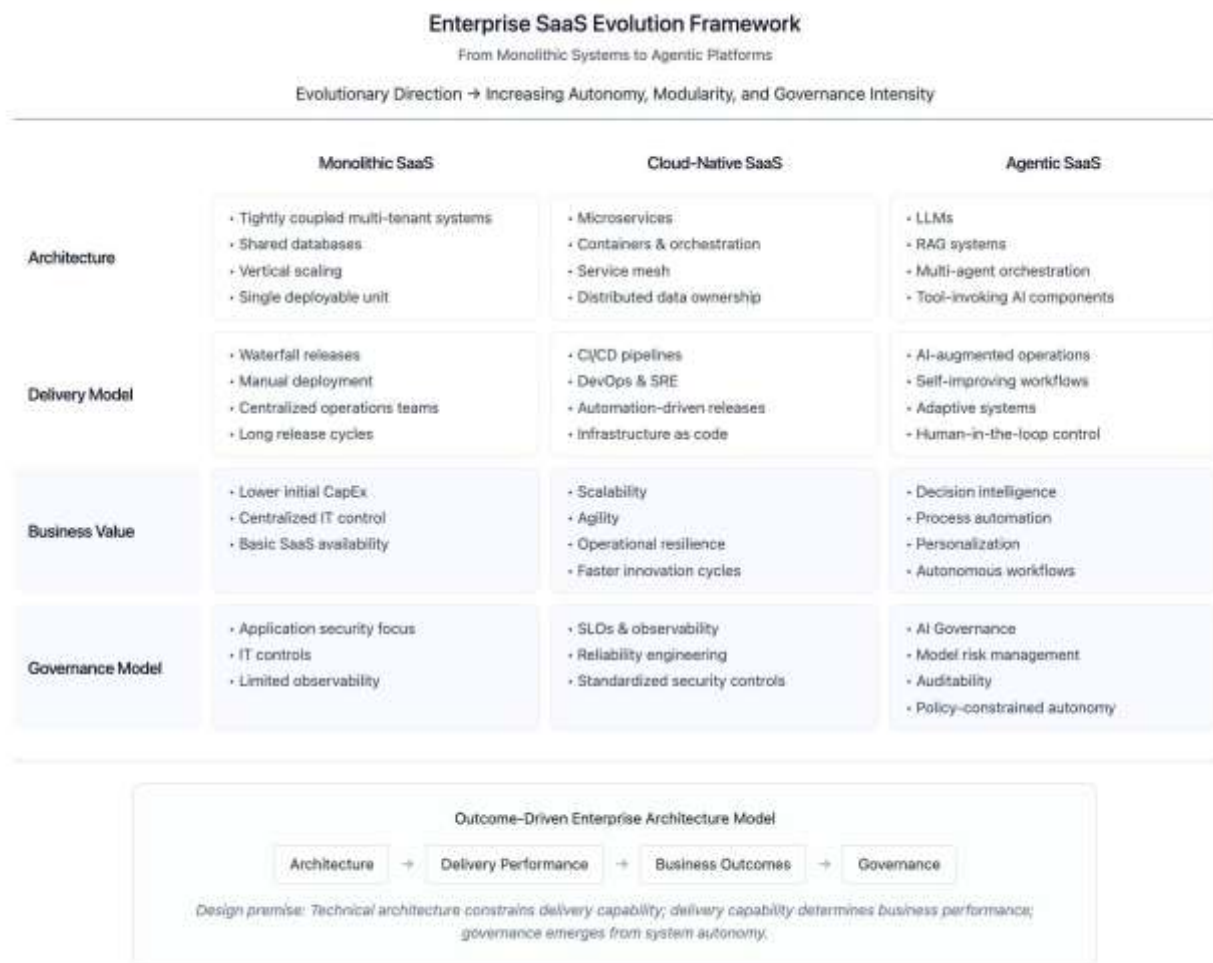 Enterprise SaaS Evolution Framework
From Monolithic Systems to Agentic Platforms
Evolutionary Direction → Increasing Autonomy, Modularity, and Governance Intensity
Monolithic SaaS
Cloud-Native SaaS
Agentic SaaS
Architecture
• Tightly coupled multi-tenant systems
• Shared databases
• Vertical scaling
• Single deployable unit
• Microservices
• Containers & orchestration
• Service mesh
• Distributed data ownership
• LLMs
• RAG systems
• Multi-agent orchestration
• Tool-invoking AI components
Delivery Model
• Waterfall releases
• Manual deployment
• Centralized operations teams
• Long release cycles
• CI/CD pipelines
• DevOps & SRE
• Automation-driven releases
• Infrastructure as code
• AI-augmented operations
• Self-improving workflows
• Adaptive systems
• Human-in-the-loop control
Business Value
• Lower initial CapEx
• Centralized IT control
• Basic SaaS availability
• Scalability
• Agility
• Operational resilience
• Faster innovation cycles
• Decision intelligence
• Process automation
• Personalization
• Autonomous workflows
Governance Model
• Application security focus
• IT controls
• Limited observability
• SLOs & observability
• Reliability engineering
• Standardized security controls
• AI Governance
• Model risk management
• Auditability
• Policy-constrained autonomy
Outcome-Driven Enterprise Architecture Model
Architecture → Delivery Performance → Business Outcomes → Governance
Design premise: Technical architecture constrains delivery capability; delivery capability determines business performance;
governance emerges from system autonomy.